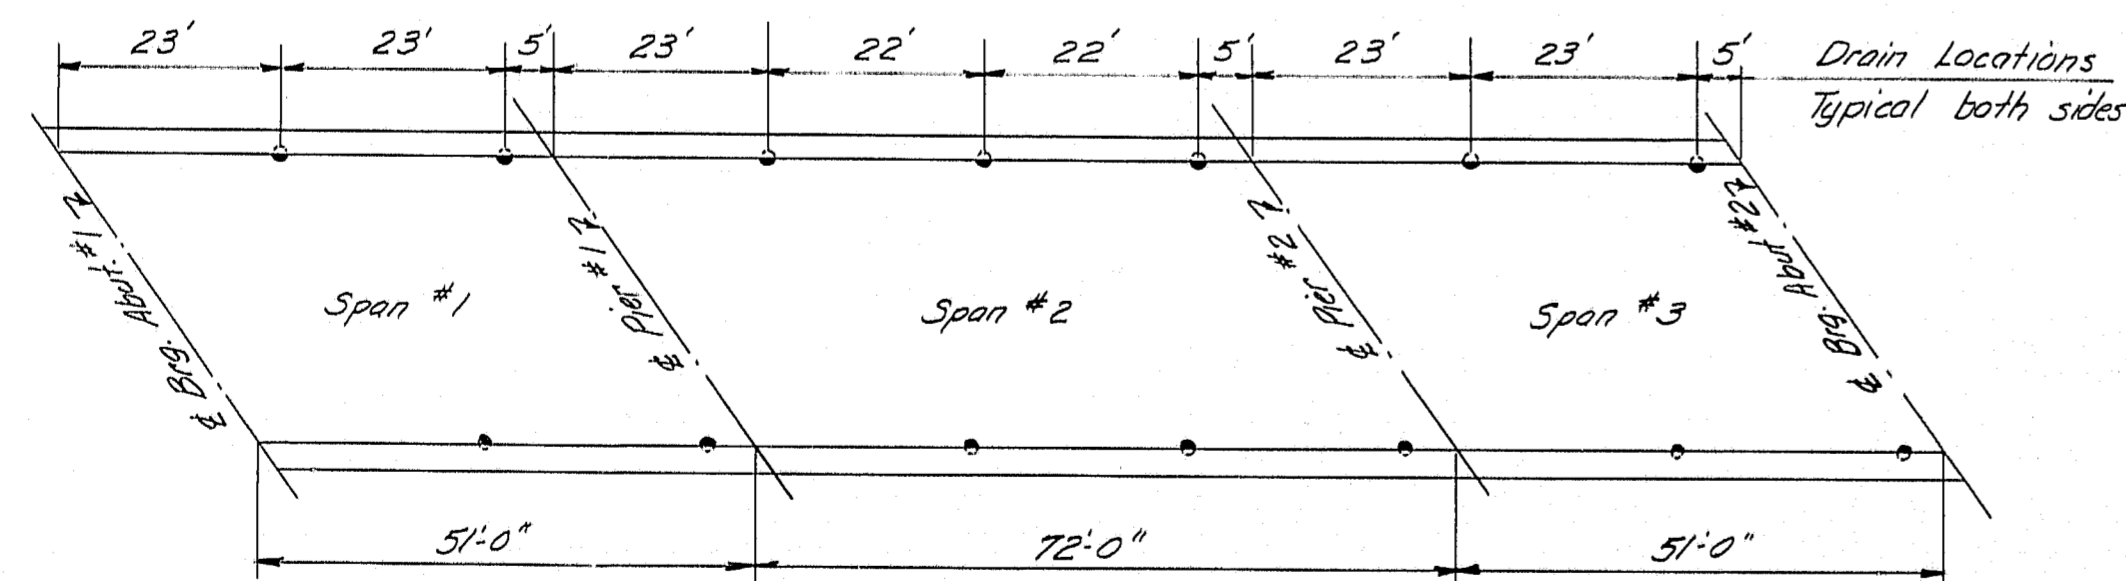 23' 23' 5' 23' 22' 22' 5' 23' 23' 5' Drain Locations
Typical both sides
℄ Brg. Abut. #1
℄ Pier #1
℄ Pier #2
℄ Brg. Abut #2
Span #1 Span #2 Span #3
51'-0" 72'-0" 51'-0"